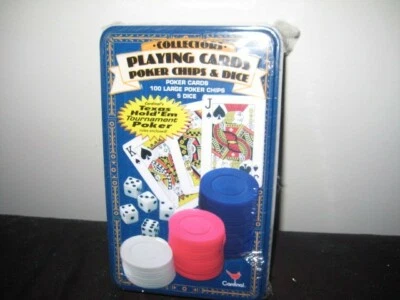 ·COLLECTORS·
PLAYING CARDS
POKER CHIPS & DICE
POKER CARDS
100 LARGE POKER CHIPS
5 DICE
Cardinal's
Texas
Hold'Em
Tournament
Poker
J
K
Cardinal